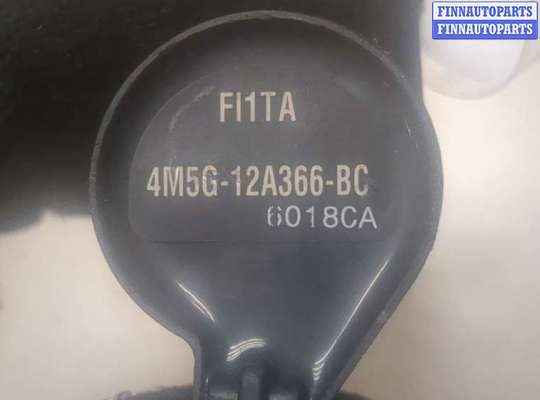 FINNAUTOPARTS
FINNAUTOPARTS
FI1TA
4M5G-12A366-BC
6018CA